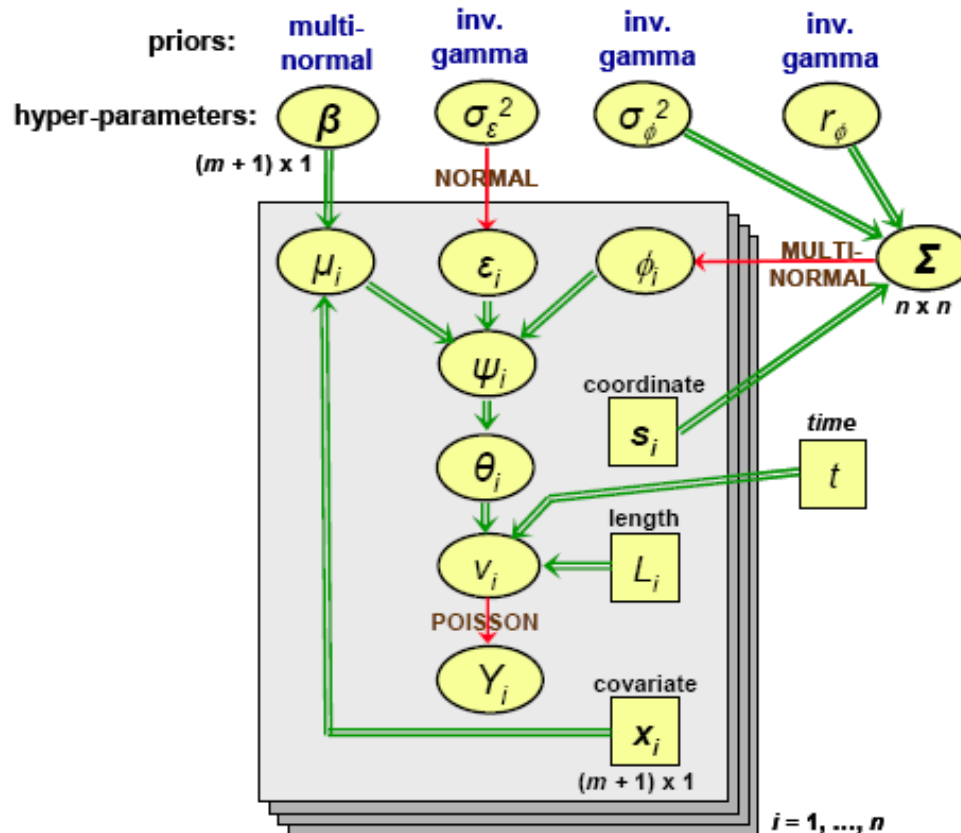 priors: multi-normal inv. gamma inv. gamma inv. gamma
hyper-parameters: β σε² σϕ² rϕ
(m + 1) x 1
NORMAL
μi εi ϕi MULTI-NORMAL Σ
n x n
ψi
coordinate
si
time
t
θi
length
νi Li
POISSON
Yi
covariate
xi
(m + 1) x 1
i = 1, ..., n